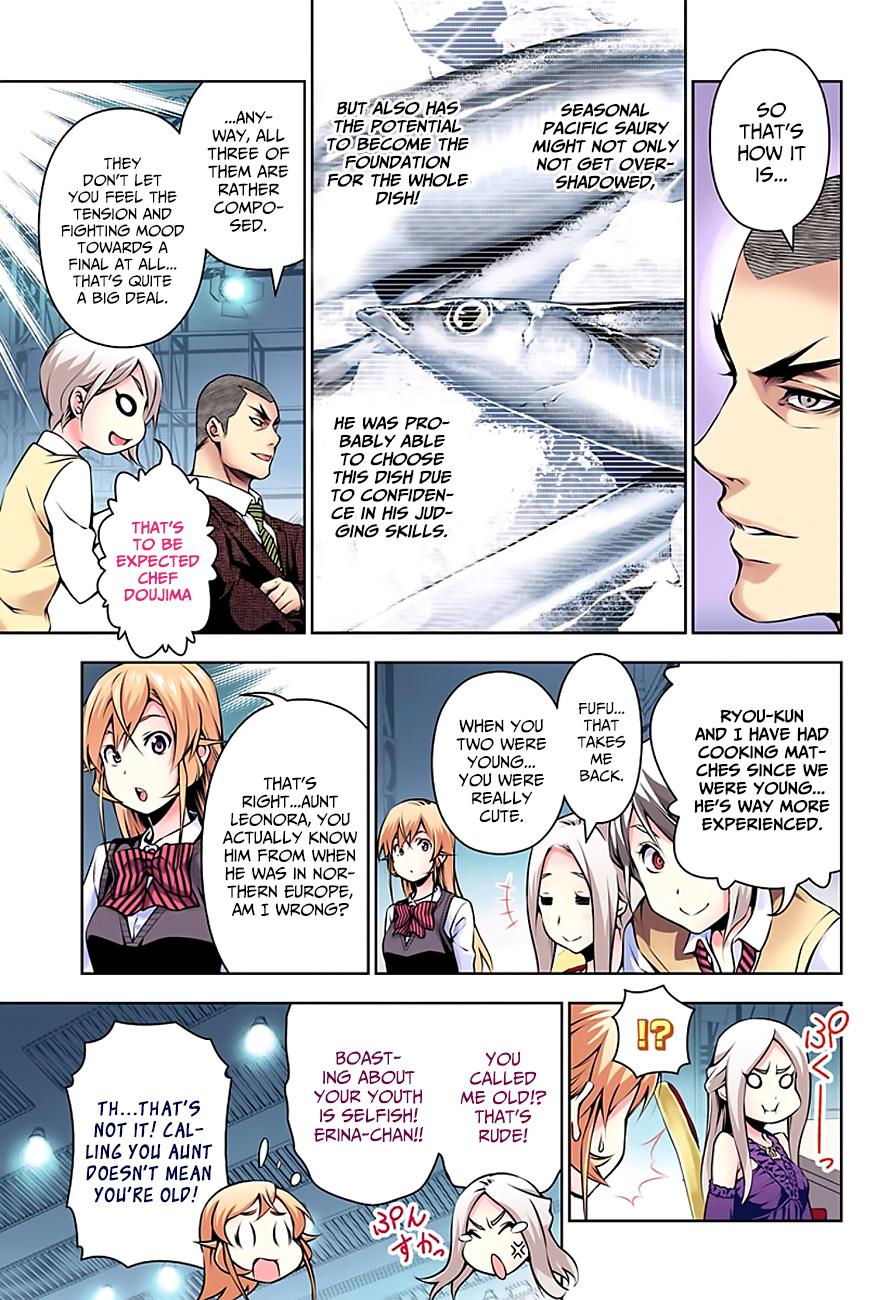 SO
THAT'S
HOW IT
IS...
SEASONAL
PACIFIC SAURY
MIGHT NOT ONLY
NOT GET OVER-
SHADOWED,
BUT ALSO HAS
THE POTENTIAL
TO BECOME THE
FOUNDATION
FOR THE WHOLE
DISH!
HE WAS PRO-
BABLY ABLE
TO CHOOSE
THIS DISH DUE
TO CONFIDEN-
CE IN HIS JUD-
GING SKILLS.
...ANY-
WAY, ALL
THREE OF
THEM ARE
RATHER
COMPO-
SED.
THEY
DON'T LET
YOU FEEL THE
TENSION AND
FIGHTING MOOD
TOWARDS A
FINAL AT ALL...
THAT'S QUITE
A BIG DEAL.
THAT'S
TO BE
EXPECTED
CHEF
DOUJIMA
RYOU-KUN
AND I HAVE HAD
COOKING MAT-
CHES SINCE WE
WERE YOUNG...
HE'S WAY MORE
EXPERIENCED.
FUFU...
THAT
TAKES
ME
BACK.
WHEN YOU
TWO WERE
YOUNG...
YOU WERE
REALLY
CUTE.
THAT'S
RIGHT...AUNT
LEONORA, YOU
ACTUALLY KNOW
HIM FROM WHEN
HE WAS IN NOR-
THERN EUROPE,
AM I WRONG?
ぷくーっ
!?
YOU
CALLED
ME OLD!?
THAT'S
RUDE!
BOAST-
ING ABOUT
YOUR YOUTH
IS SELFISH!
ERINA-CHAN!!
ぷん
すかっ
TH...THAT'S
NOT IT! CAL-
LING YOU AUNT
DOESN'T MEAN
YOU'RE OLD!